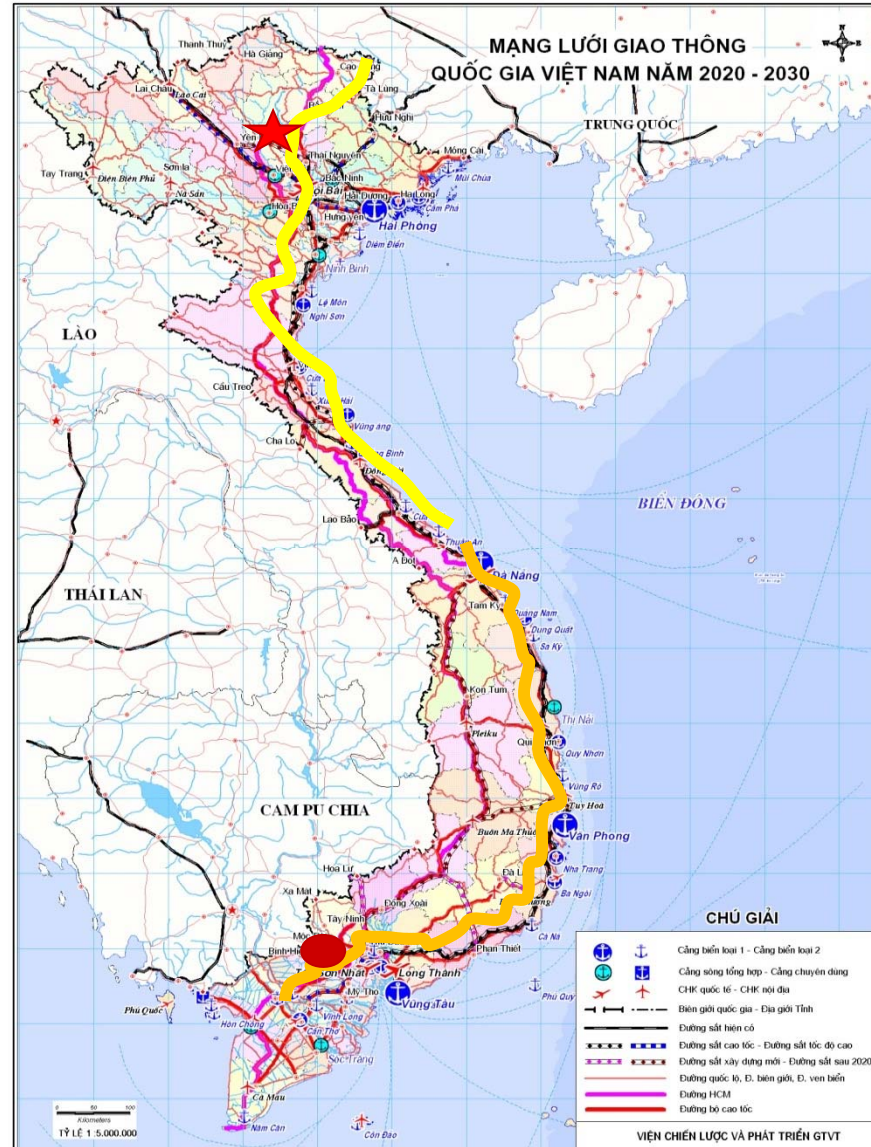 MẠNG LƯỚI GIAO THÔNG
QUỐC GIA VIỆT NAM NĂM 2020 - 2030
Thanh Thuỷ
Hà Giang
Tà Lùng
Lai Châu
Lào Cai
Hữu Nghị
TRUNG QUỐC
Yên
Thái Nguyên
Móng Cái
Tay Trang
Sơn la
Điện Biên Phủ
Nà Sản
Bắc Ninh
Mũi Chùa
Hải Dương
Hạ Long
Cẩm Phả
Hưng yên
Hải Phòng
Diêm Điền
Ninh Bình
Lệ Môn
Nghi Sơn
LÀO
Cầu Treo
Vũng áng
Cha Lo
BIỂN ĐÔNG
Lao Bảo
Thuận An
A Đớt
Đà Nẵng
THÁI LAN
Tam Kỳ
Quảng Nam
Dung Quất
Sa Kỳ
Kon Tum
Thị Nải
Pleiku
Quy Nhơn
Vũng Rô
CAM PU CHIA
Tuy Hoà
Buôn Ma Thuột
Vân Phong
Hoa Lư
Nha Trang
Ba Ngòi
Xa Mát
Đồng Xoài
Tây Ninh
Cà Ná
Phan Thiết
Long Thành
Mỹ Tho
Phú Quý
Phú Quốc
Vũng Tàu
Hòn Chông
Vĩnh Long
Cần Thơ
Sóc Trăng
Cà Mau
Năm Căn
Côn Đảo
CHÚ GIẢI
Cảng biển loại 1 - Cảng biển loại 2
Cảng sông tổng hợp - Cảng chuyên dùng
CHK quốc tế - CHK nội địa
Biên giới quốc gia - Địa giới Tỉnh
Đường sắt hiện có
Đường sắt cao tốc - Đường sắt tốc độ cao
Đường sắt xây dựng mới - Đường sắt sau 2020
Đường quốc lộ, Đ. biên giới, Đ. ven biển
Đường HCM
Đường bộ cao tốc
0 50 100
Kilometers
TỶ LỆ 1:5.000.000
VIỆN CHIẾN LƯỢC VÀ PHÁT TRIỂN GTVT